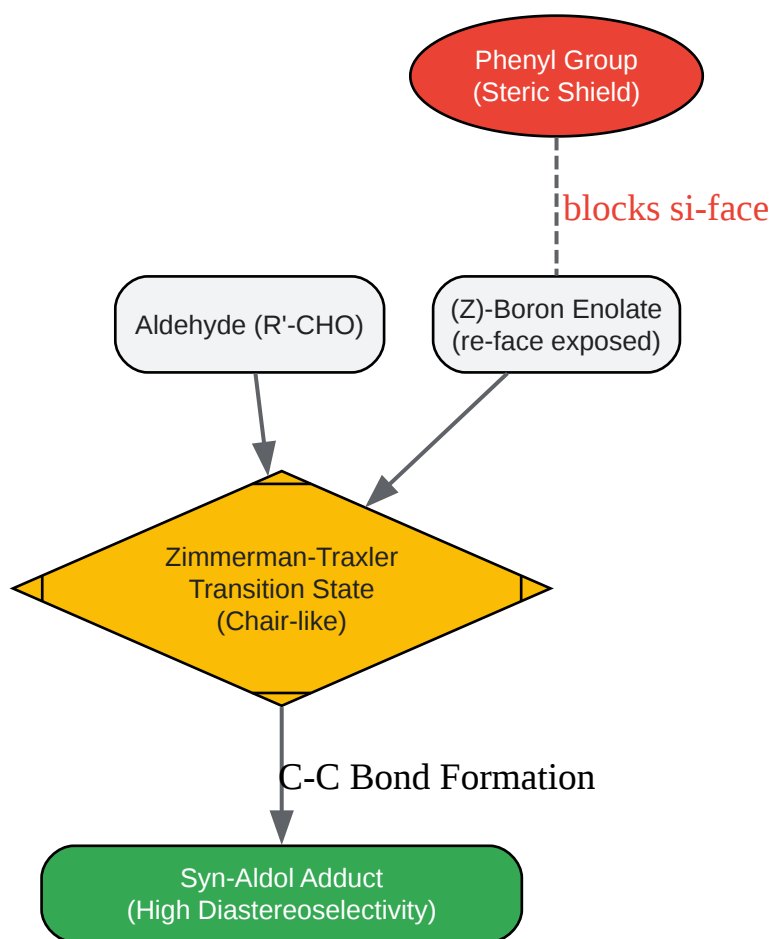 Phenyl Group
(Steric Shield)
blocks si-face
Aldehyde (R'-CHO)
(Z)-Boron Enolate
(re-face exposed)
Zimmerman-Traxler
Transition State
(Chair-like)
C-C Bond Formation
Syn-Aldol Adduct
(High Diastereoselectivity)